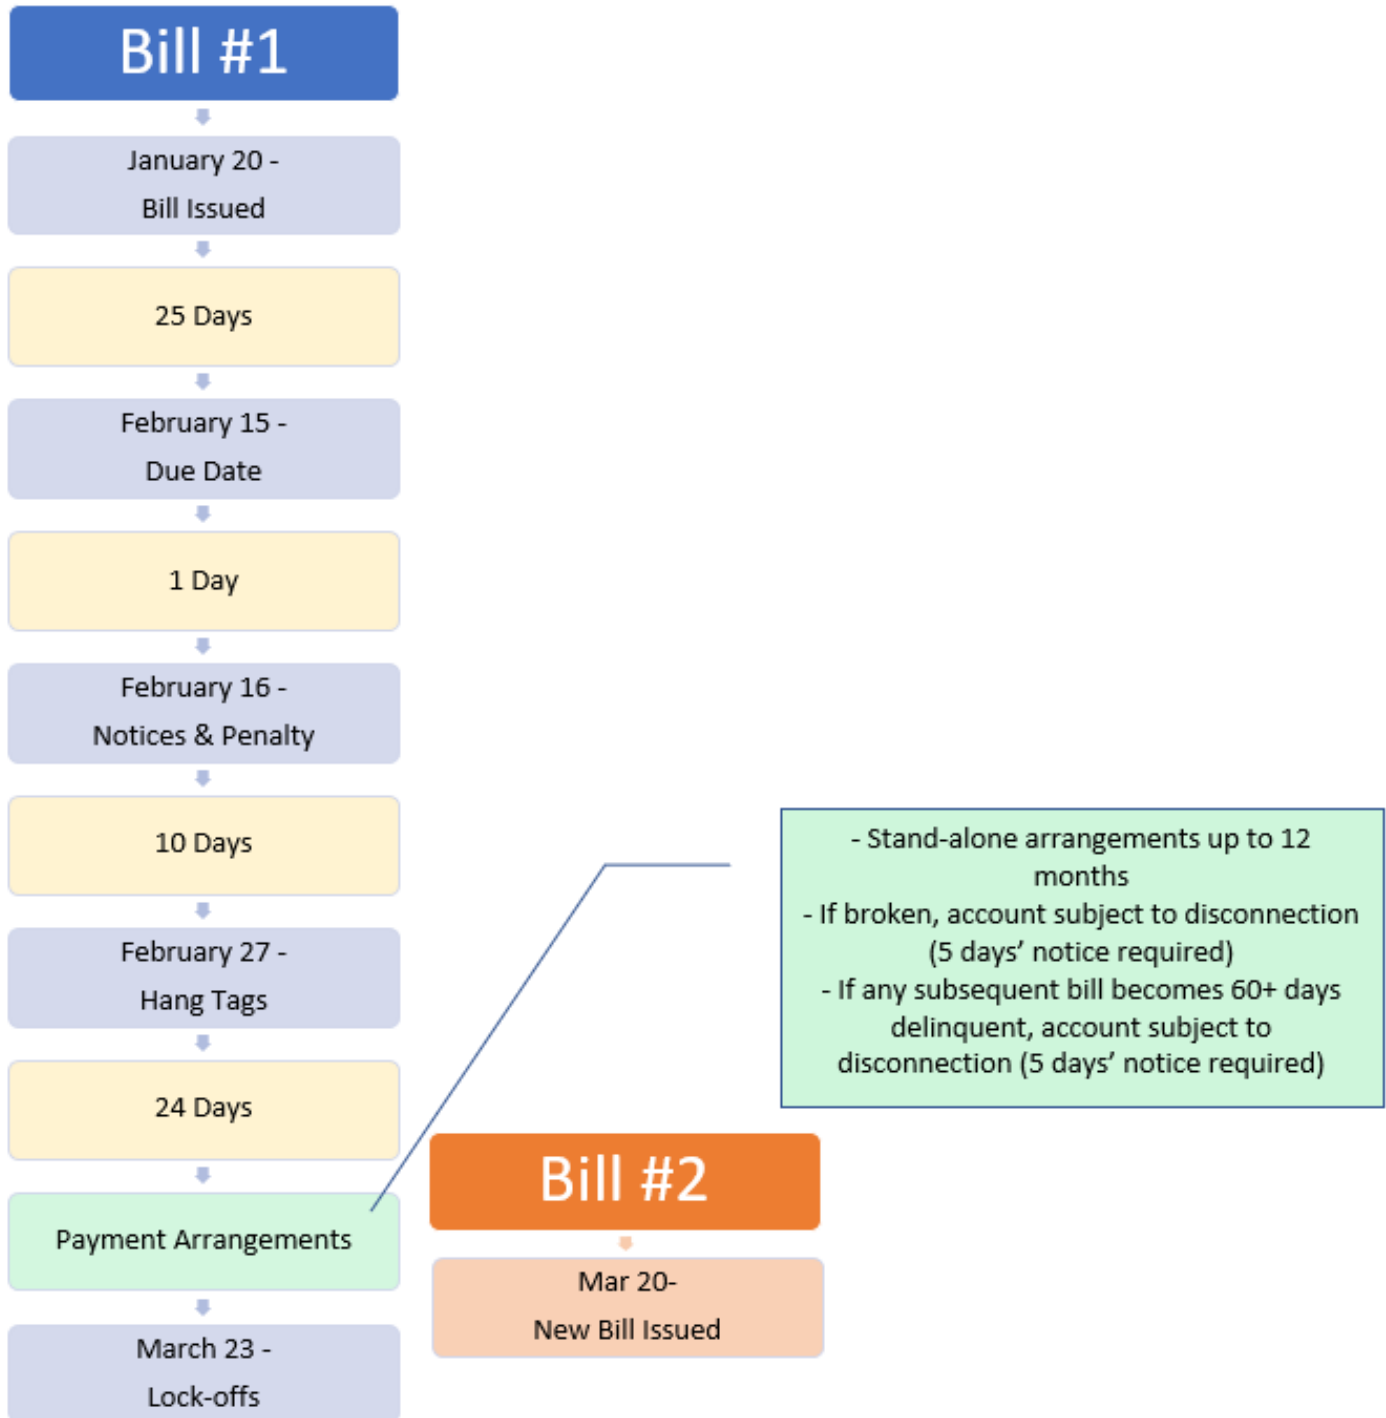 Bill #1
January 20 -
Bill Issued
25 Days
February 15 -
Due Date
1 Day
February 16 -
Notices & Penalty
10 Days
February 27 -
Hang Tags
24 Days
Payment Arrangements
March 23 -
Lock-offs
- Stand-alone arrangements up to 12
months
- If broken, account subject to disconnection
(5 days’ notice required)
- If any subsequent bill becomes 60+ days
delinquent, account subject to
disconnection (5 days’ notice required)
Bill #2
Mar 20-
New Bill Issued